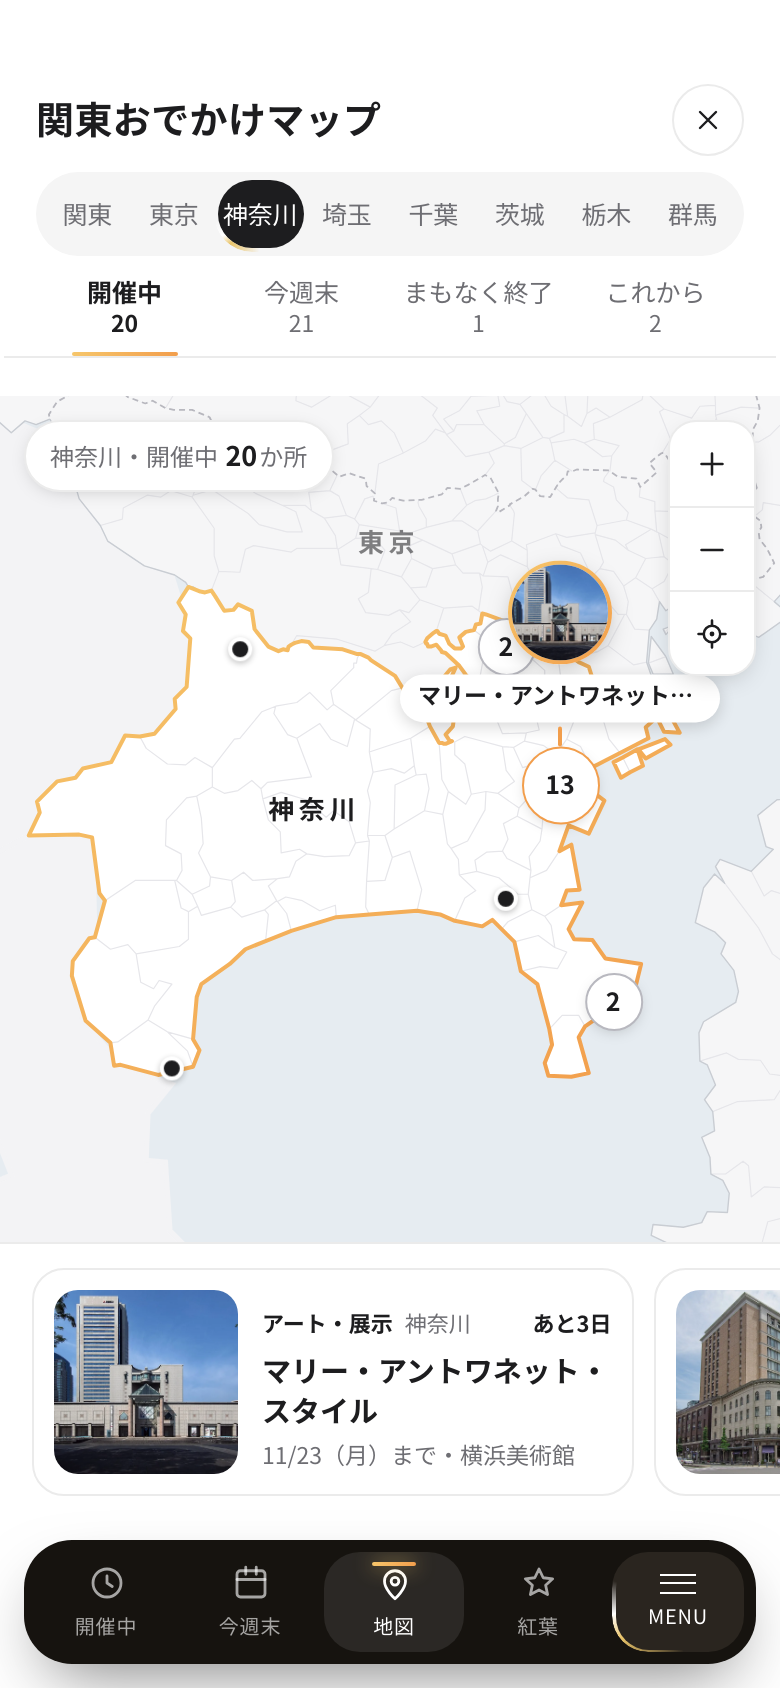 関東おでかけマップ
関東 東京 神奈川 埼玉 千葉 茨城 栃木 群馬
開催中 今週末 まもなく終了 これから
20 21 1 2
神奈川・開催中 20か所
東京
2
マリー・アントワネット…
13
神奈川
2
アート・展示 神奈川 あと3日
マリー・アントワネット・
スタイル
11/23（月）まで・横浜美術館
開催中 今週末 地図 紅葉 MENU